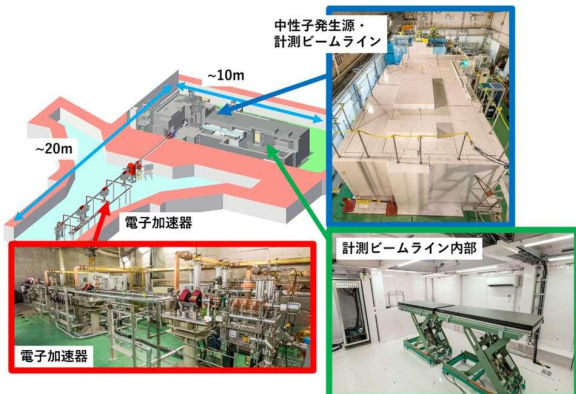 中性子発生源・
計測ビームライン
~10m
~20m
電子加速器
計測ビームライン内部
電子加速器